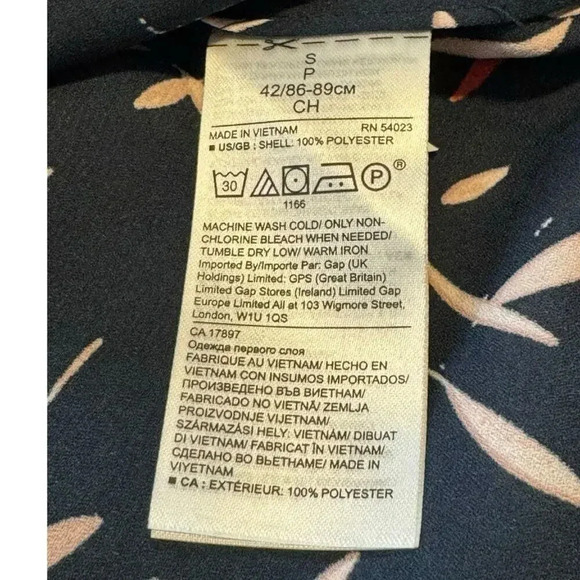 S
P
42/86-89см
CH
MADE IN VIETNAM RN 54023
■ US/GB : SHELL: 100% POLYESTER
30 P ®
1166
MACHINE WASH COLD/ ONLY NON-
CHLORINE BLEACH WHEN NEEDED/
TUMBLE DRY LOW/ WARM IRON
Imported By/Importe Par: Gap (UK
Holdings) Limited: GPS (Great Britain)
Limited Gap Stores (Ireland) Limited Gap
Europe Limited All at 103 Wigmore Street,
London, W1U 1QS
CA 17897
Одежда первого слоя
FABRIQUE AU VIETNAM/ HECHO EN
VIETNAM CON INSUMOS IMPORTADOS/
ПРОИЗВЕДЕНО ВЪВ ВИЕТНАМ/
FABRICADO NO VIETNÃ/ ZEMLJA
PROIZVODNJE VIJETNAM/
SZÁRMAZÁSI HELY: VIETNÁM/ DIBUAT
DI VIETNAM/ FABRICAT ÎN VIETNAM/
СДЕЛАНО ВО ВЬЕТНАМЕ/ MADE IN
VIYETNAM
■ CA : EXTÉRIEUR: 100% POLYESTER